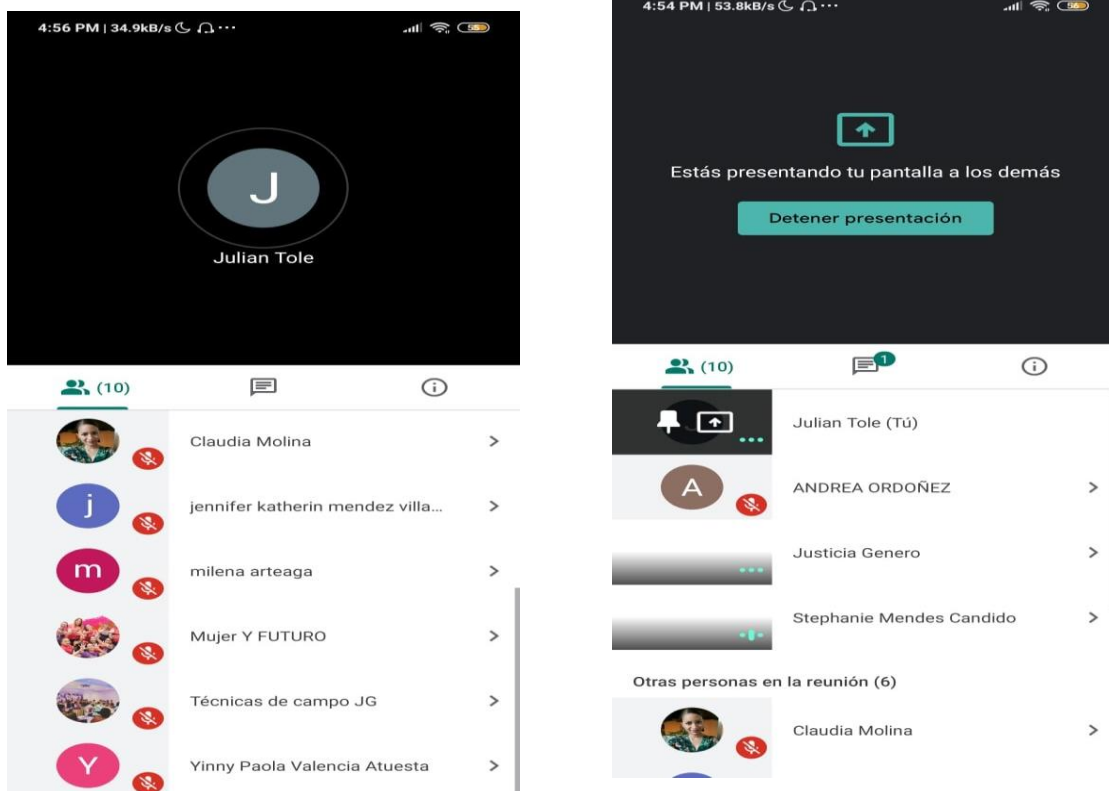 4:56 PM | 34.9kB/s
55
J
Julian Tole
(10)
Claudia Molina
j
jennifer katherin mendez villa...
m
milena arteaga
Mujer Y FUTURO
Técnicas de campo JG
Y
Yinny Paola Valencia Atuesta
4:54 PM | 53.8kB/s
56
Estás presentando tu pantalla a los demás
Detener presentación
(10)
1
Julian Tole (Tú)
A
ANDREA ORDOÑEZ
Justicia Genero
Stephanie Mendes Candido
Otras personas en la reunión (6)
Claudia Molina